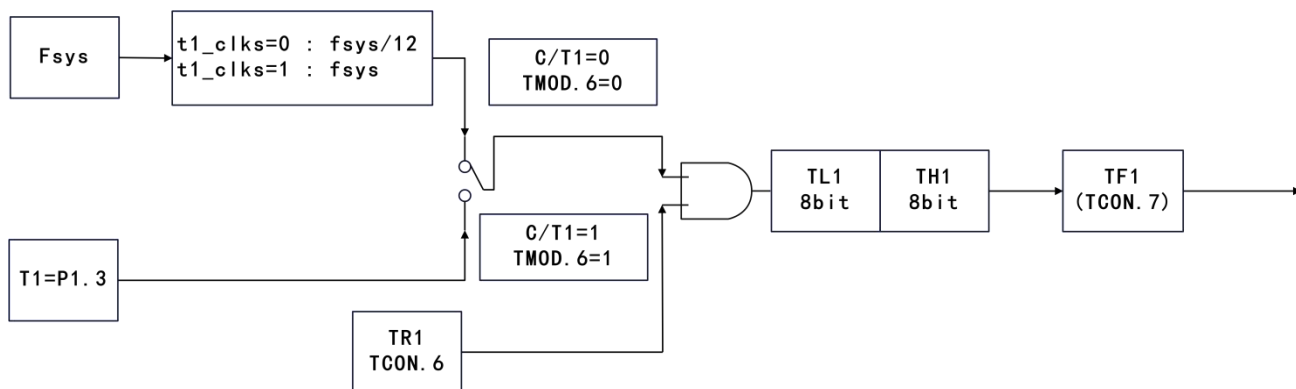 Fsys
t1_clks=0 : fsys/12
t1_clks=1 : fsys
C/T1=0
TMOD.6=0
TL1
8bit
TH1
8bit
TF1
(TCON.7)
C/T1=1
TMOD.6=1
T1=P1.3
TR1
TCON.6